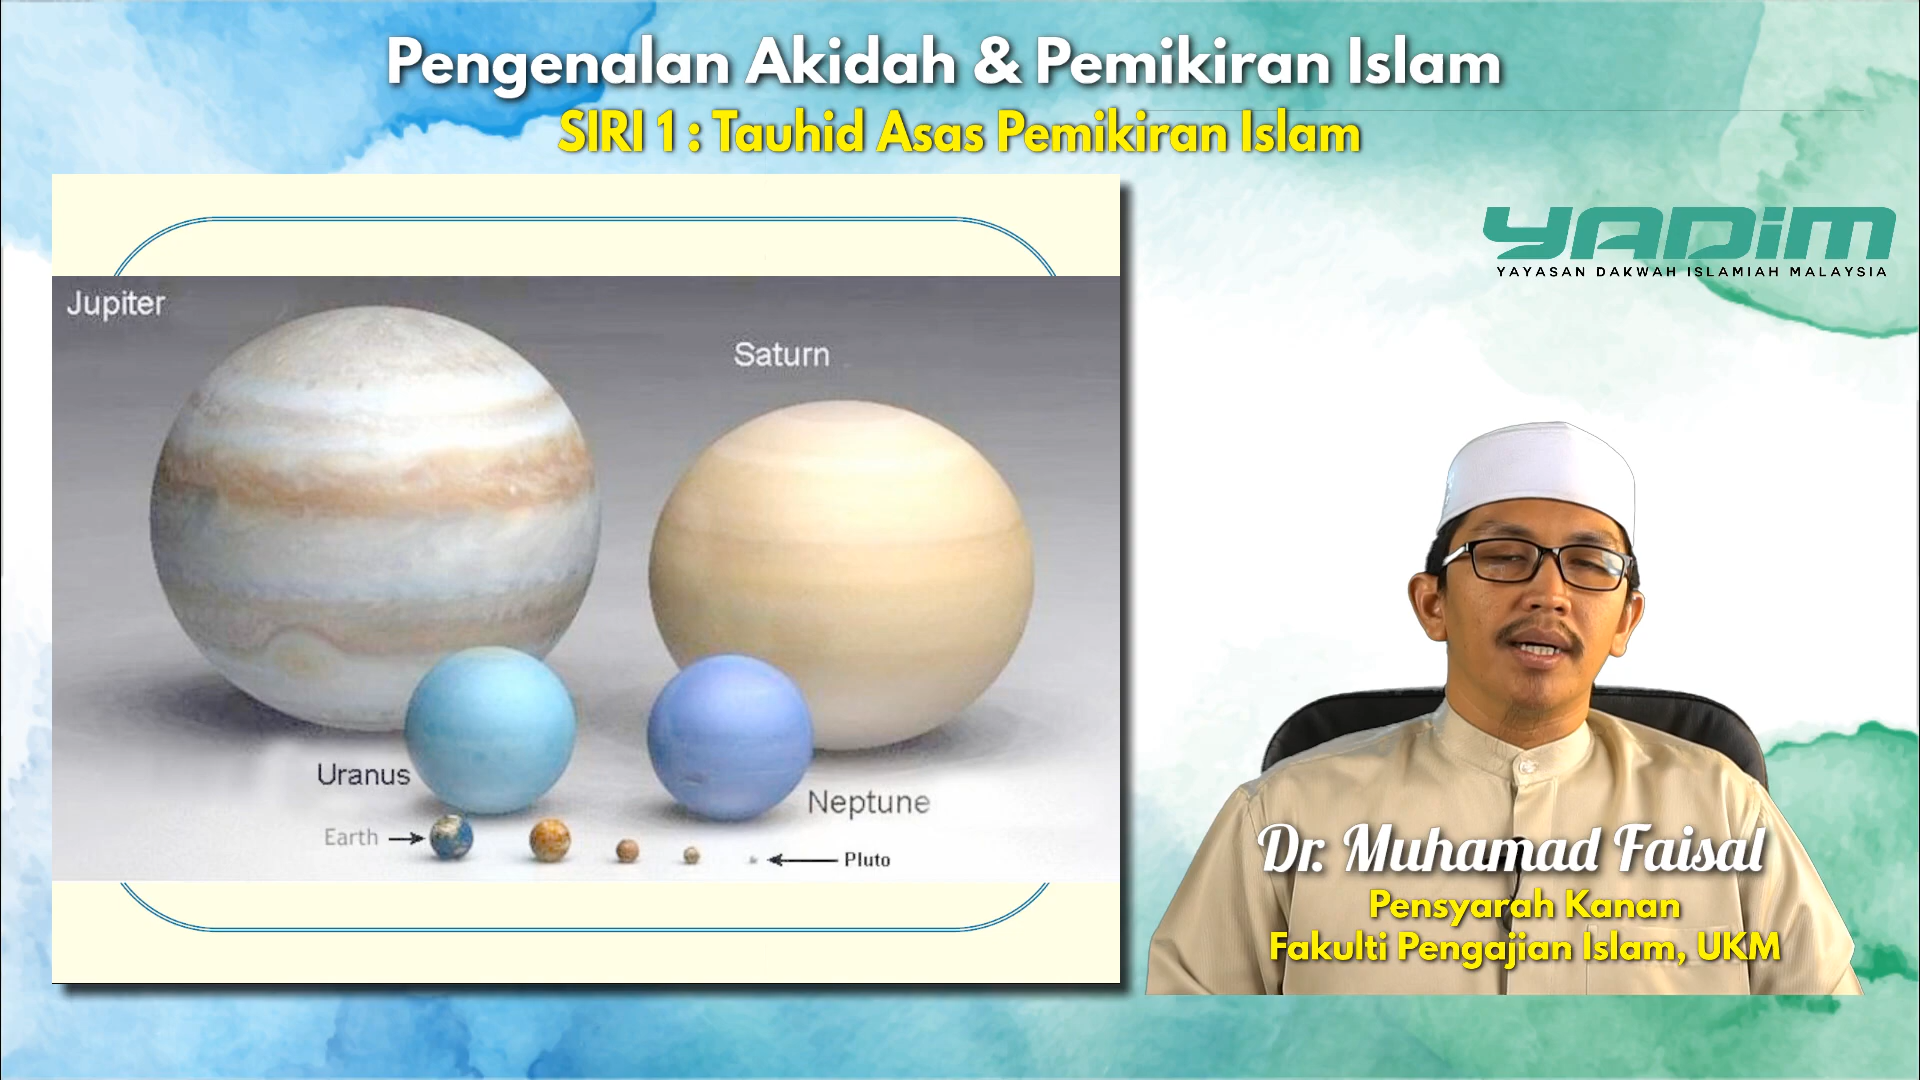 Pengenalan Akidah & Pemikiran Islam
SIRI 1 : Tauhid Asas Pemikiran Islam
YADiM
YAYASAN DAKWAH ISLAMIAH MALAYSIA
Jupiter
Saturn
Uranus
Neptune
Earth
Pluto
Dr. Muhamad Faisal
Pensyarah Kanan
Fakulti Pengajian Islam, UKM